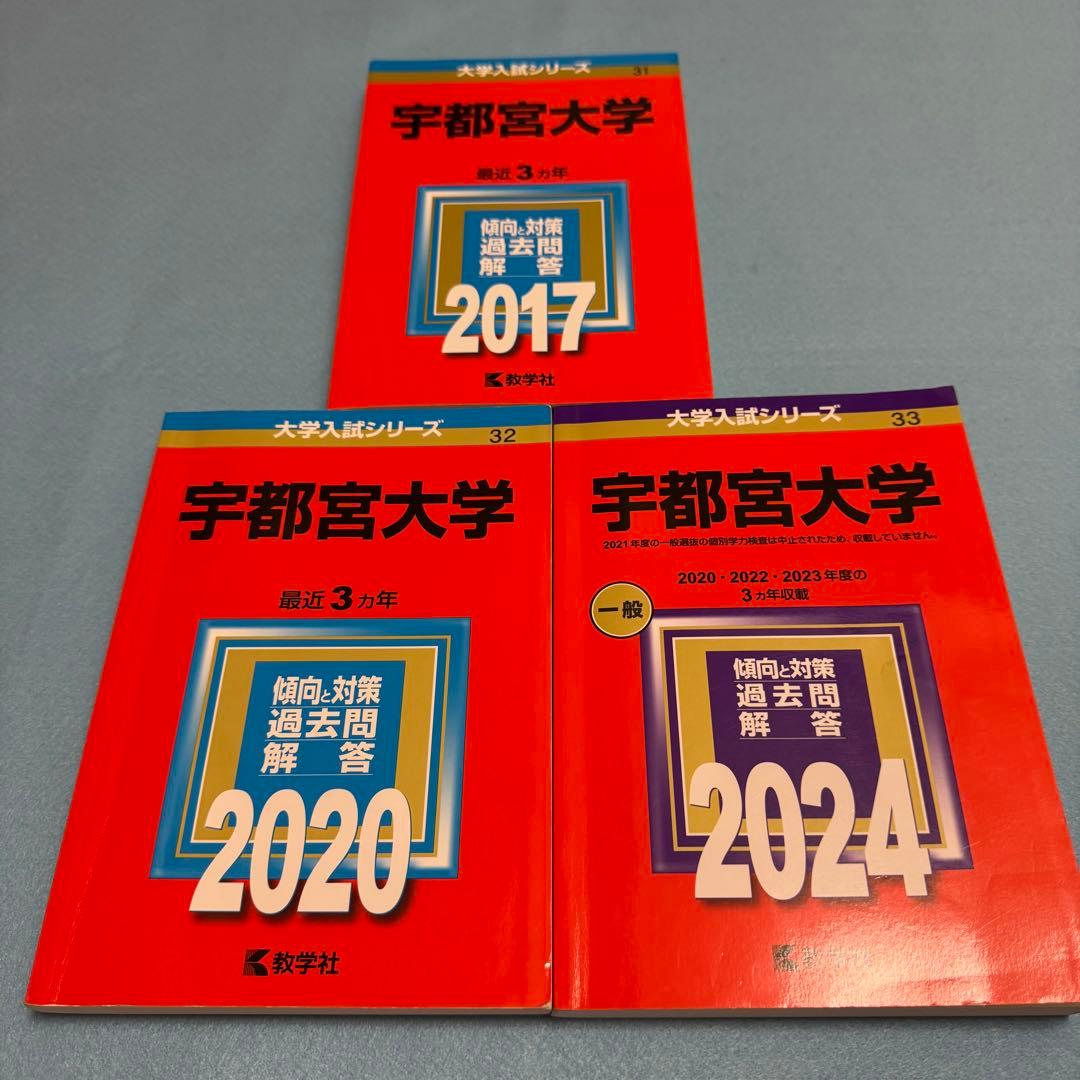 大学入試シリーズ
31
宇都宮大学
最近3ヵ年
傾向と対策
過去問
解答
2017
教学社
大学入試シリーズ
32
宇都宮大学
最近3ヵ年
傾向と対策
過去問
解答
2020
教学社
大学入試シリーズ
33
宇都宮大学
2021年度の一般選抜の個別学力検査は中止されたため、収載していません。
2020・2022・2023年度の
3ヵ年収載
一般
傾向と対策
過去問
解答
2024
教学社